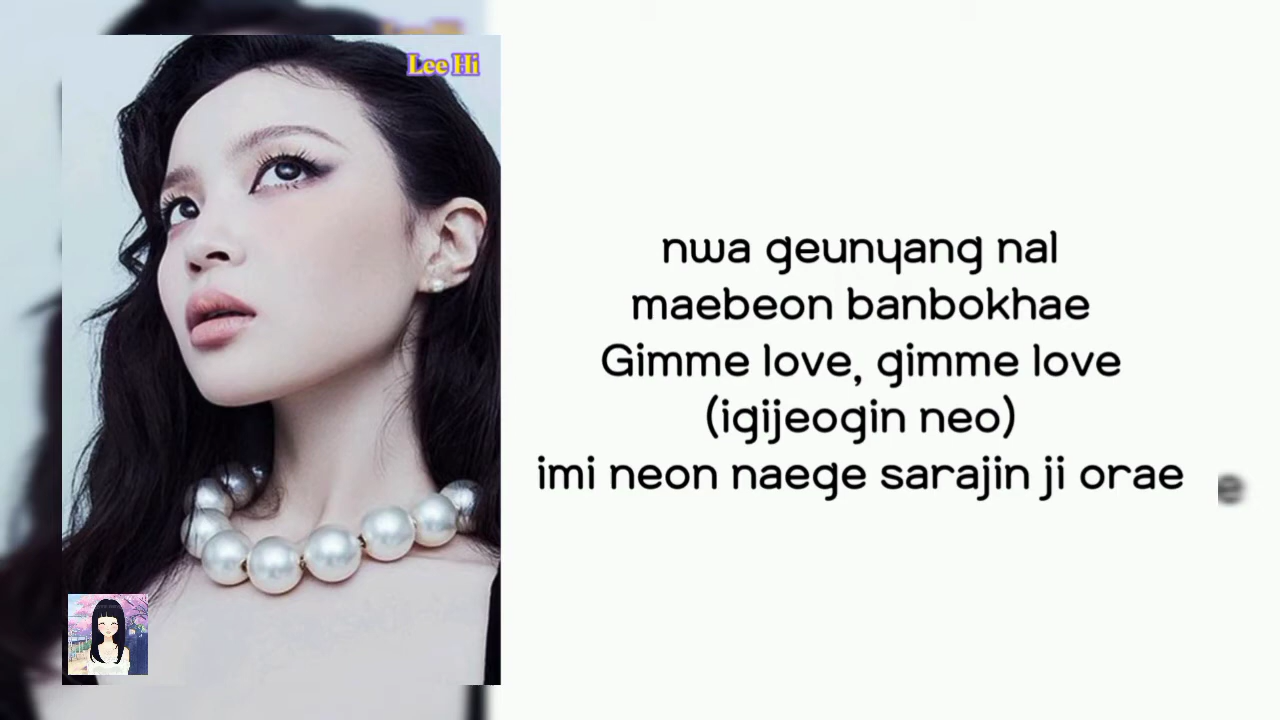 Lee Hi
nwa geunyang nal
maebeon banbokhae
Gimme love, gimme love
(igijeogin neo)
imi neon naege sarajin ji orae